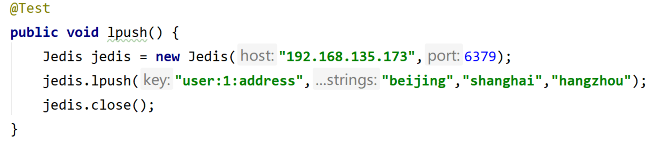 @Test
public void lpush() {
Jedis jedis = new Jedis( host: "192.168.135.173", port: 6379);
jedis.lpush( key: "user:1:address", ...strings: "beijing","shanghai","hangzhou");
jedis.close();
}